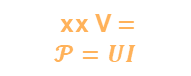 xx V =
𝒫 = UI